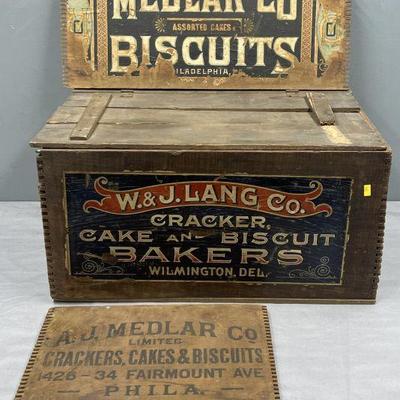 MEDLAR CO
ASSORTED CAKES &
BISCUITS
PHILADELPHIA,
W. & J. LANG CO.
CRACKER,
CAKE AND BISCUIT
BAKERS
WILMINGTON, DEL.
A. J. MEDLAR CO
LIMITED
CRACKERS, CAKES & BISCUITS
1426-34 FAIRMOUNT AVE
— PHILA. —